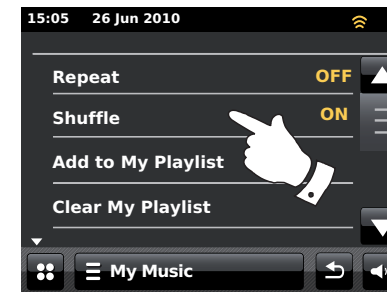 15:05 26 Jun 2010
Repeat OFF
Shuffle ON
Add to My Playlist
Clear My Playlist
My Music